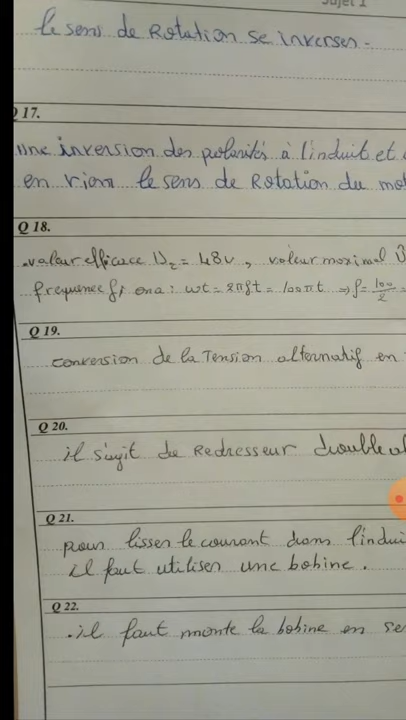 Sujet 1
le sens de Rotation se inverser.
Q 17.
une inversion des polarités à l'induit et
en rien le sens de Rotation du mot
Q 18.
.valeur efficace U₂ = 48v, valeur maximal
frequence f, ona : wt = 2πft = 100πt ⇒ f = 100/2 =
Q 19.
conversion de la Tension alternatif en
Q 20.
il s'agit de Redresseur double
Q 21.
pour lisser le courant dans l'indui
il faut utiliser une bobine.
Q 22.
.il faut monte la bobine en se